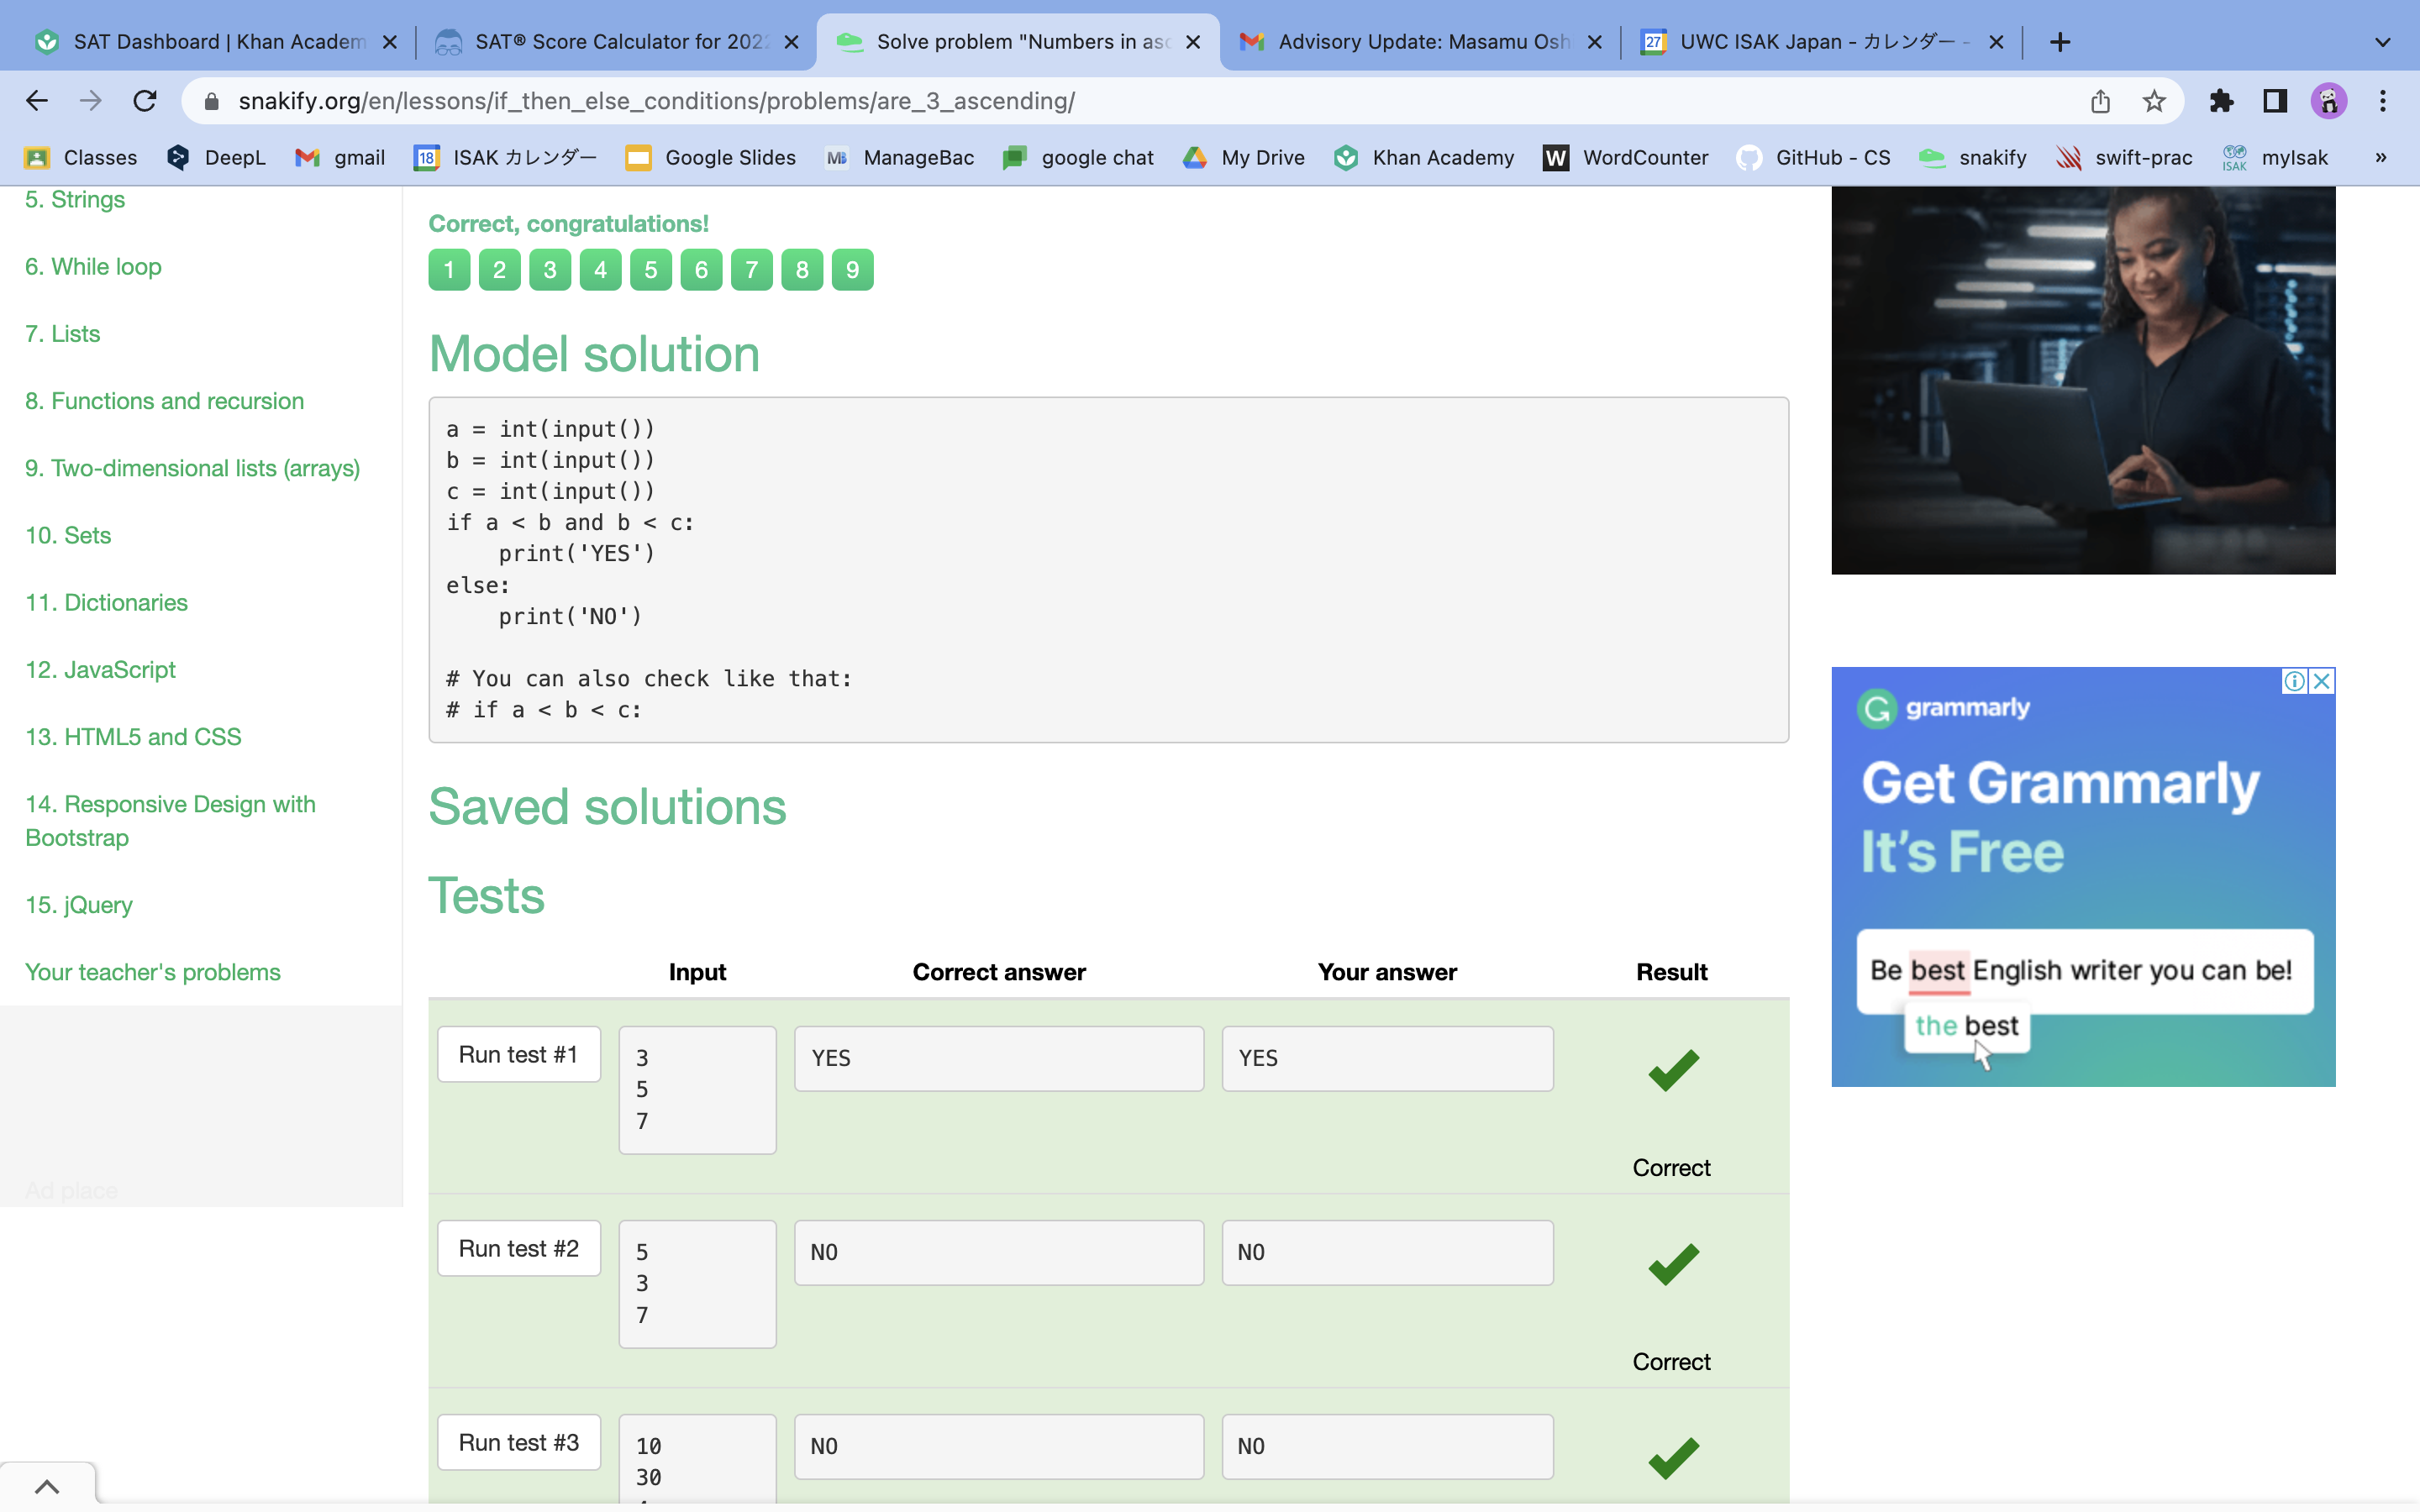 SAT Dashboard | Khan Academ
SAT® Score Calculator for 202
Solve problem "Numbers in asc
Advisory Update: Masamu Osh
27
UWC ISAK Japan - カレンダー -
snakify.org/en/lessons/if_then_else_conditions/problems/are_3_ascending/
Classes
DeepL
gmail
18
ISAK カレンダー
Google Slides
MB
ManageBac
google chat
My Drive
Khan Academy
W
WordCounter
GitHub - CS
snakify
swift-prac
ISAK
myIsak
»
5. Strings
6. While loop
7. Lists
8. Functions and recursion
9. Two-dimensional lists (arrays)
10. Sets
11. Dictionaries
12. JavaScript
13. HTML5 and CSS
14. Responsive Design with
Bootstrap
15. jQuery
Your teacher's problems
Ad place
Correct, congratulations!
1 2 3 4 5 6 7 8 9
Model solution
a = int(input())
b = int(input())
c = int(input())
if a < b and b < c:
    print('YES')
else:
    print('NO')
# You can also check like that:
# if a < b < c:
Saved solutions
Tests
Input Correct answer Your answer Result
Run test #1
3
5
7
YES
YES
Correct
Run test #2
5
3
7
NO
NO
Correct
Run test #3
10
30
NO
NO
grammarly
Get Grammarly
It's Free
Be best English writer you can be!
the best